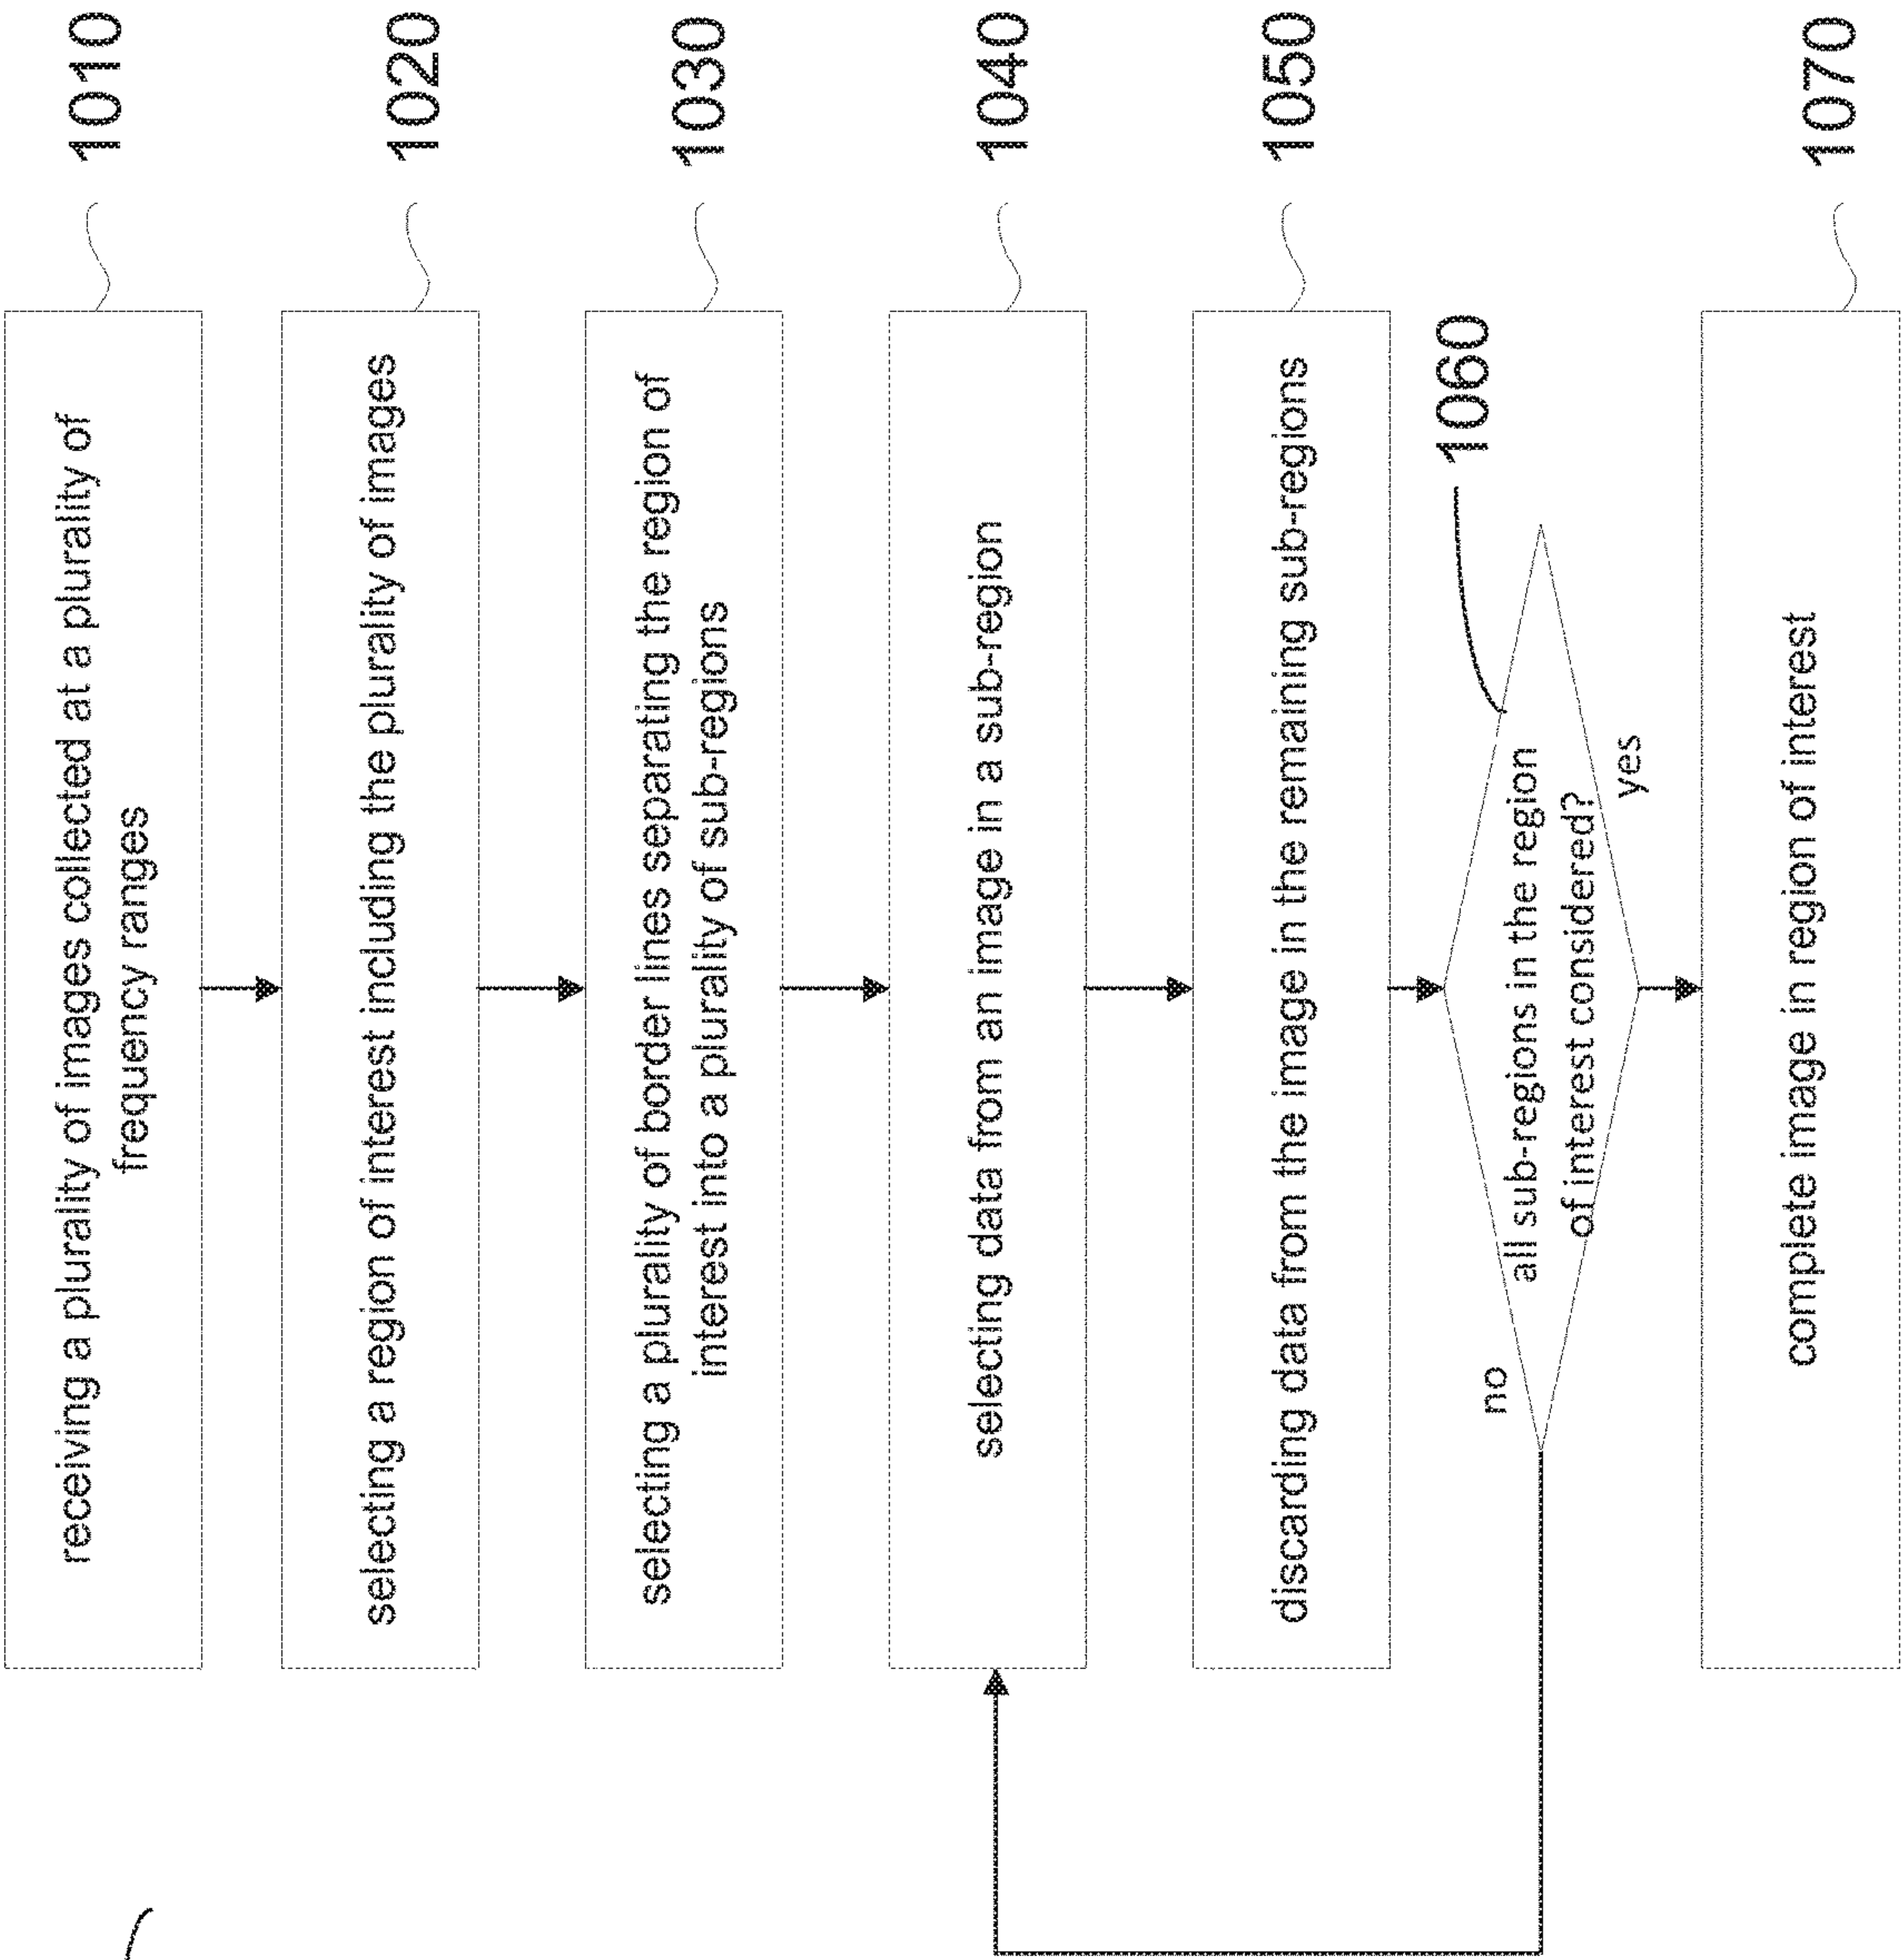 receiving a plurality of images collected at a plurality of
frequency ranges
1010
selecting a region of interest including the plurality of images
1020
selecting a plurality of border lines separating the region of
interest into a plurality of sub-regions
1030
selecting data from an image in a sub-region
1040
discarding data from the image in the remaining sub-regions
1050
1060
no
all sub-regions in the region
of interest considered?
yes
complete image in region of interest
1070